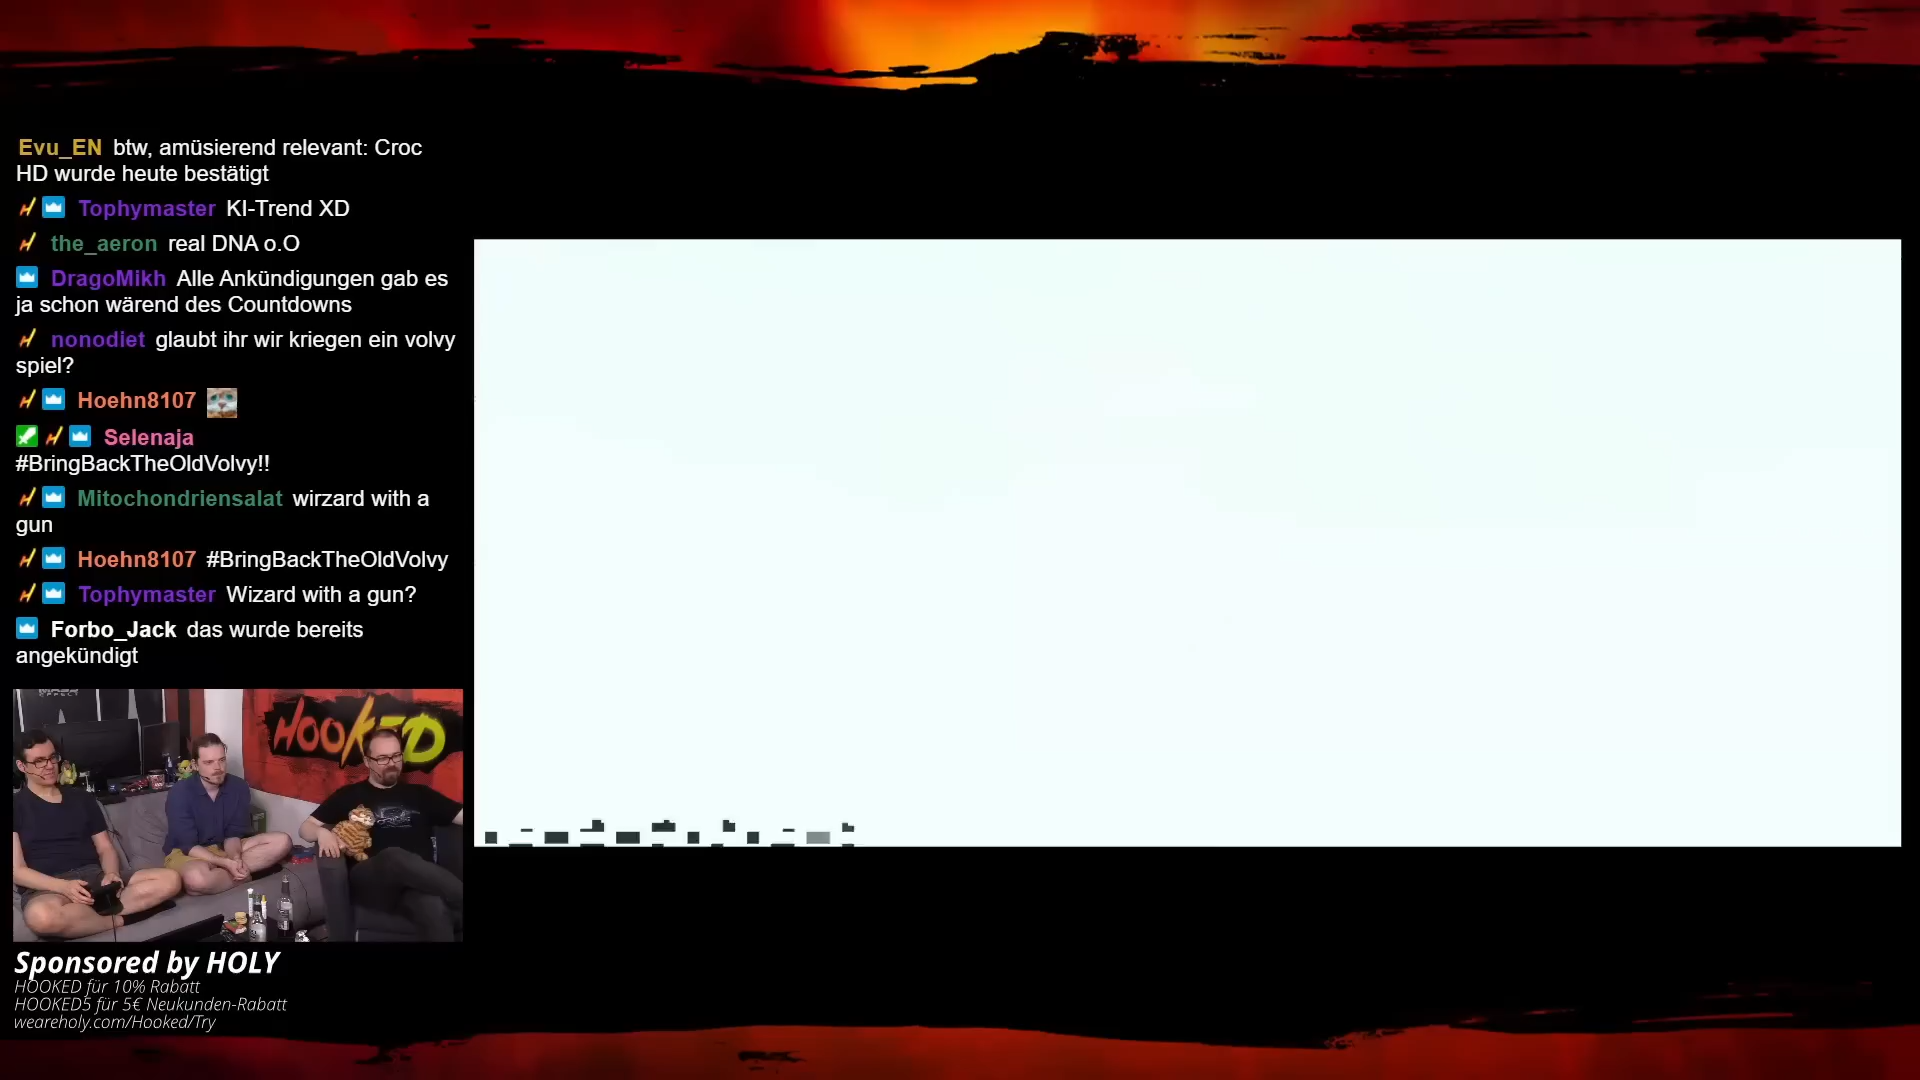 Evu_EN btw, amüsierend relevant: Croc
HD wurde heute bestätigt
Tophymaster KI-Trend XD
the_aeron real DNA o.O
DragoMikh Alle Ankündigungen gab es
ja schon wärend des Countdowns
nonodiet glaubt ihr wir kriegen ein volvy
spiel?
Hoehn8107
Selenaja
#BringBackTheOldVolvy!!
Mitochondriensalat wirzard with a
gun
Hoehn8107 #BringBackTheOldVolvy
Tophymaster Wizard with a gun?
Forbo_Jack das wurde bereits
angekündigt
HOOKED
Sponsored by HOLY
HOOKED für 10% Rabatt
HOOKED5 für 5€ Neukunden-Rabatt
weareholy.com/Hooked/Try